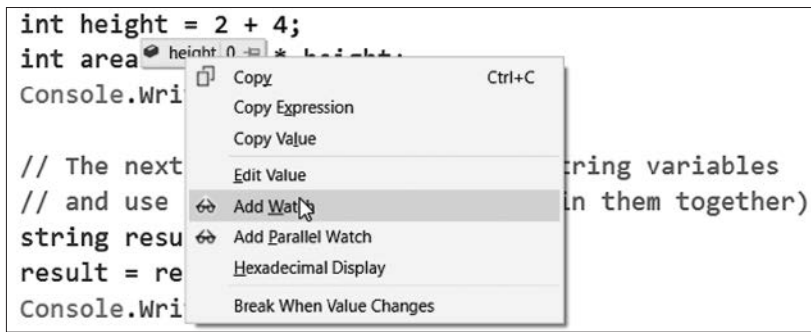 int height = 2 + 4;
height 0
int area * height;
Copy Ctrl+C
Console.Wri
Copy Expression
Copy Value
// The next tring variables
Edit Value
// and use in them together)
Add Watch
string resu
Add Parallel Watch
result = re
Hexadecimal Display
Console.Wri
Break When Value Changes